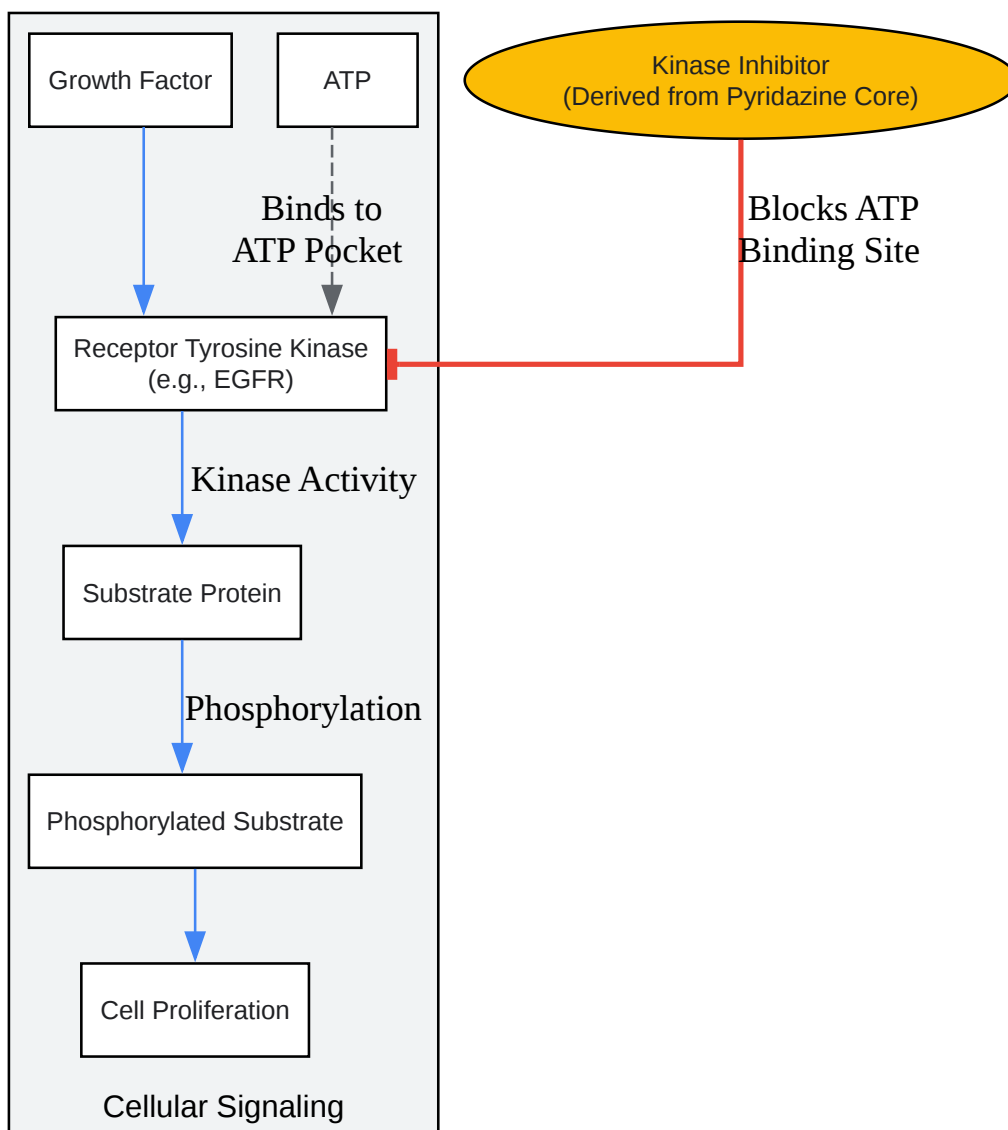 Growth Factor
ATP
Kinase Inhibitor
(Derived from Pyridazine Core)
Binds to
ATP Pocket
Blocks ATP
Binding Site
Receptor Tyrosine Kinase
(e.g., EGFR)
Kinase Activity
Substrate Protein
Phosphorylation
Phosphorylated Substrate
Cell Proliferation
Cellular Signaling